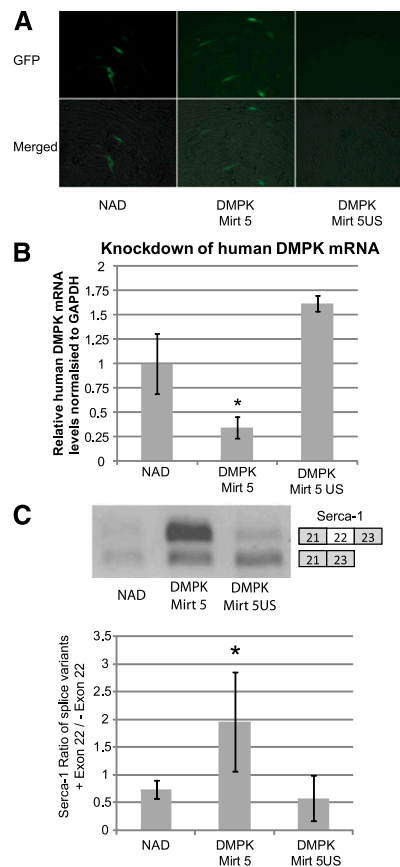 A
GFP
Merged
NAD
DMPK
Mirt 5
DMPK
Mirt 5US
B
Knockdown of human DMPK mRNA
Relative human DMPK mRNA
levels normalsied to GAPDH
2
1.75
1.5
1.25
1
0.75
0.5
0.25
0
*
NAD
DMPK
Mirt 5
DMPK
Mirt 5 US
C
Serca-1
21 22 23
21 23
NAD
DMPK
Mirt 5
DMPK
Mirt 5US
Serca-1 Ratio of splice variants
+ Exon 22 / - Exon 22
3.5
3
2.5
2
1.5
1
0.5
0
*
NAD
DMPK
Mirt 5
DMPK
Mirt 5US